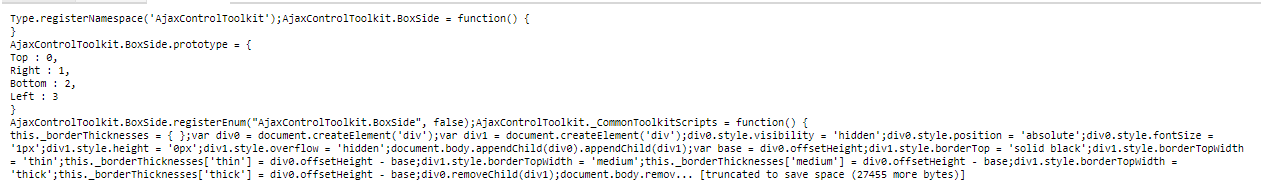 Type.registerNamespace('AjaxControlToolkit');AjaxControlToolkit.BoxSide = function() {
}
AjaxControlToolkit.BoxSide.prototype = {
Top : 0,
Right : 1,
Bottom : 2,
Left : 3
}
AjaxControlToolkit.BoxSide.registerEnum("AjaxControlToolkit.BoxSide", false);AjaxControlToolkit._CommonToolkitScripts = function() {
this._borderThicknesses = { };var div0 = document.createElement('div');var div1 = document.createElement('div');div0.style.visibility = 'hidden';div0.style.position = 'absolute';div0.style.fontSize =
'1px';div1.style.height = '0px';div1.style.overflow = 'hidden';document.body.appendChild(div0).appendChild(div1);var base = div0.offsetHeight;div1.style.borderTop = 'solid black';div1.style.borderTopWidth
= 'thin';this._borderThicknesses['thin'] = div0.offsetHeight - base;div1.style.borderTopWidth = 'medium';this._borderThicknesses['medium'] = div0.offsetHeight - base;div1.style.borderTopWidth =
'thick';this._borderThicknesses['thick'] = div0.offsetHeight - base;div0.removeChild(div1);document.body.remov... [truncated to save space (27455 more bytes)]